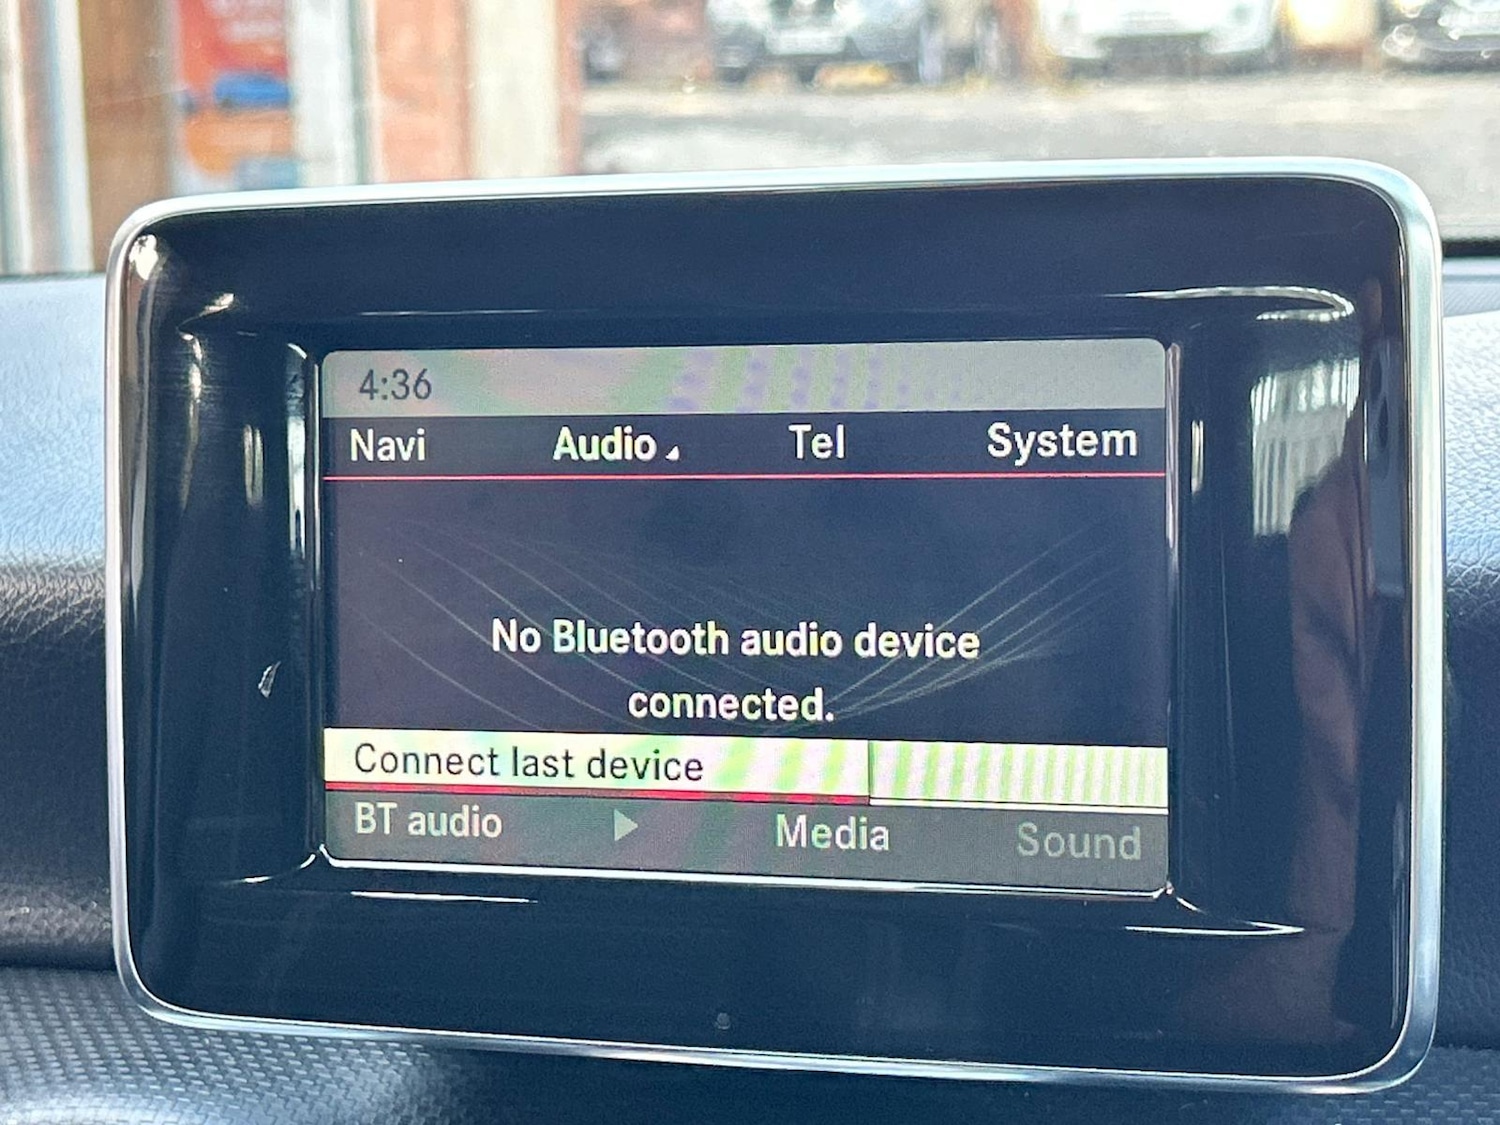 4:36
Navi Audio Tel System
No Bluetooth audio device
connected.
Connect last device
BT audio Media Sound